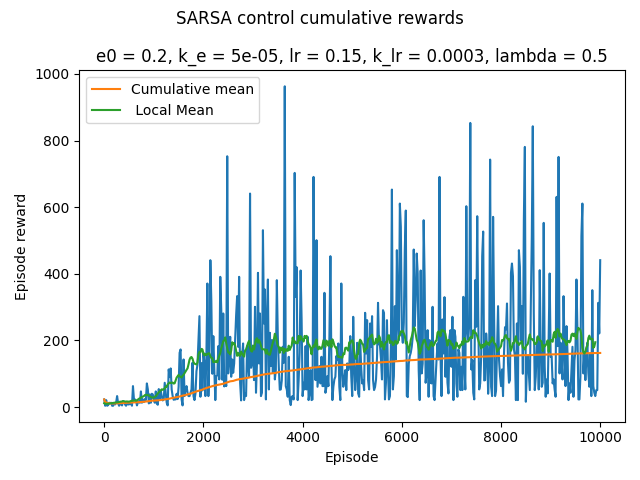 SARSA control cumulative rewards
e0 = 0.2, k_e = 5e-05, lr = 0.15, k_lr = 0.0003, lambda = 0.5
Cumulative mean
Local Mean
Episode reward
1000
800
600
400
200
0
0
2000
4000
6000
8000
10000
Episode